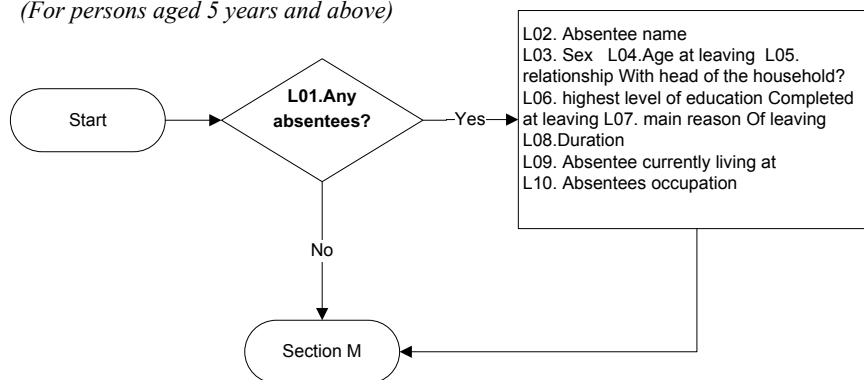 (For persons aged 5 years and above)
Start
L01.Any
absentees?
Yes
L02. Absentee name
L03. Sex L04.Age at leaving L05.
relationship With head of the household?
L06. highest level of education Completed
at leaving L07. main reason Of leaving
L08.Duration
L09. Absentee currently living at
L10. Absentees occupation
No
Section M